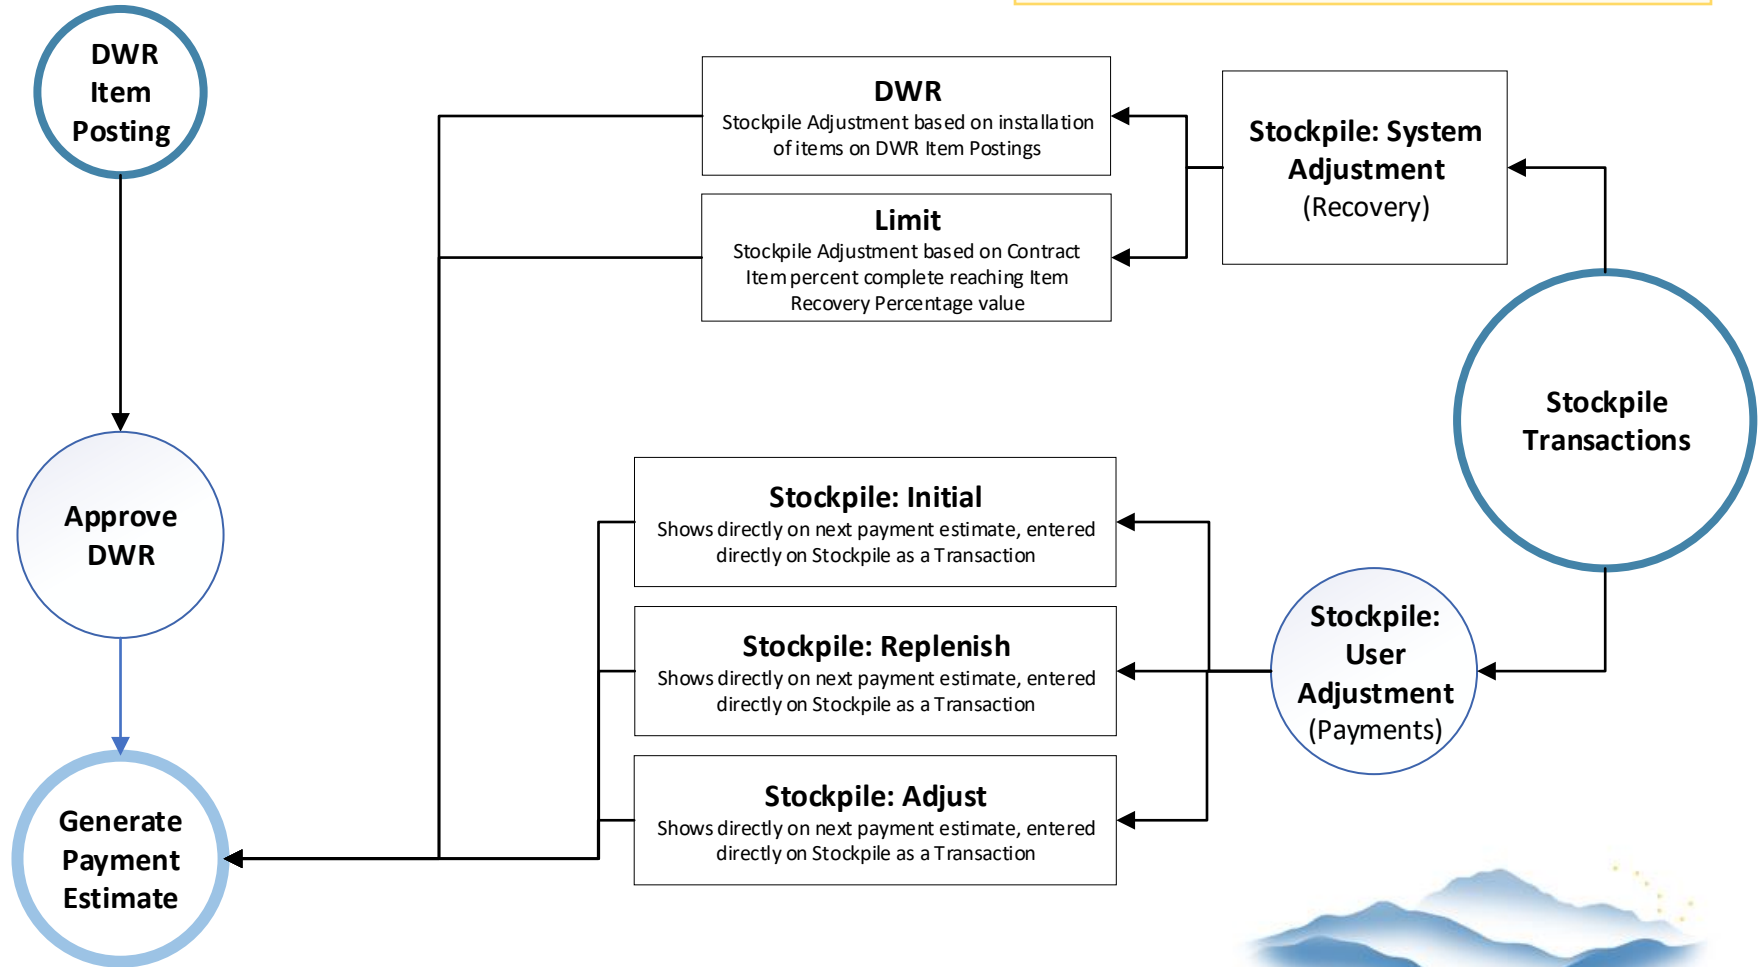 DWR
Item
Posting
DWR
Stockpile Adjustment based on installation
of items on DWR Item Postings
Stockpile: System
Adjustment
(Recovery)
Limit
Stockpile Adjustment based on Contract
Item percent complete reaching Item
Recovery Percentage value
Stockpile
Transactions
Approve
DWR
Stockpile: Initial
Shows directly on next payment estimate, entered
directly on Stockpile as a Transaction
Stockpile: Replenish
Shows directly on next payment estimate, entered
directly on Stockpile as a Transaction
Stockpile:
User
Adjustment
(Payments)
Stockpile: Adjust
Shows directly on next payment estimate, entered
directly on Stockpile as a Transaction
Generate
Payment
Estimate